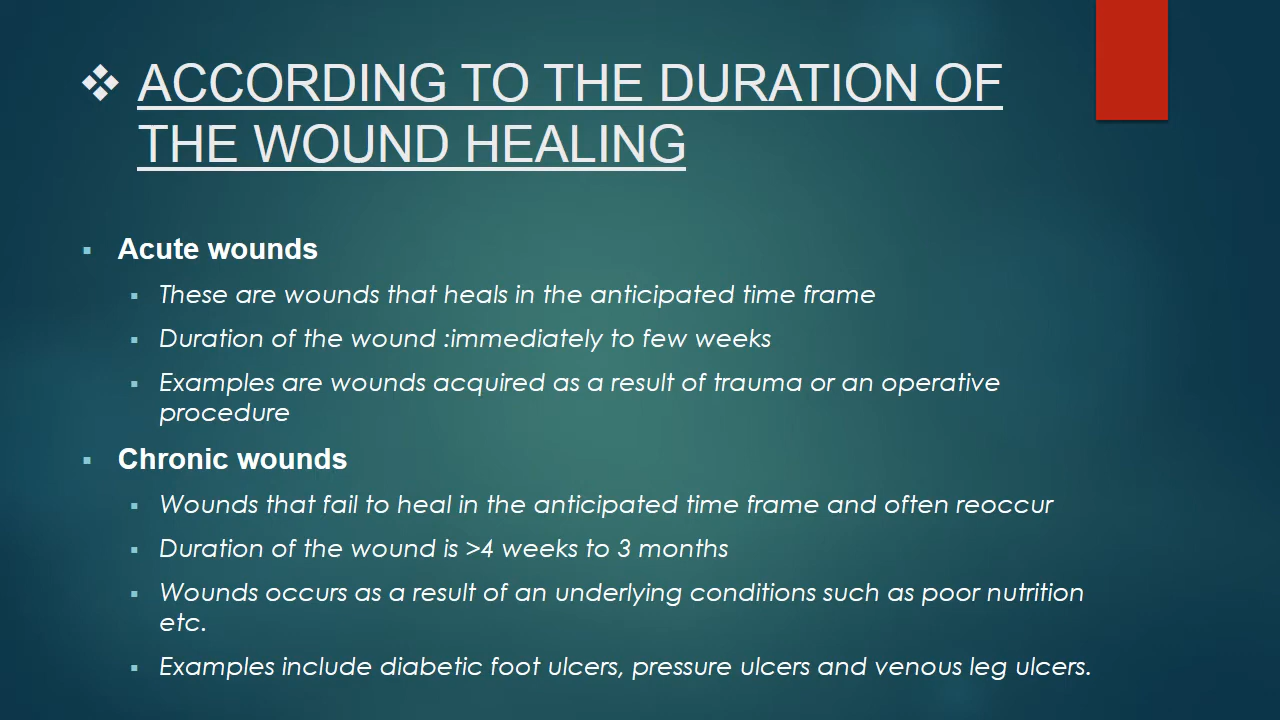 ❖ ACCORDING TO THE DURATION OF
THE WOUND HEALING
▪ Acute wounds
▪ These are wounds that heals in the anticipated time frame
▪ Duration of the wound :immediately to few weeks
▪ Examples are wounds acquired as a result of trauma or an operative
procedure
▪ Chronic wounds
▪ Wounds that fail to heal in the anticipated time frame and often reoccur
▪ Duration of the wound is >4 weeks to 3 months
▪ Wounds occurs as a result of an underlying conditions such as poor nutrition
etc.
▪ Examples include diabetic foot ulcers, pressure ulcers and venous leg ulcers.